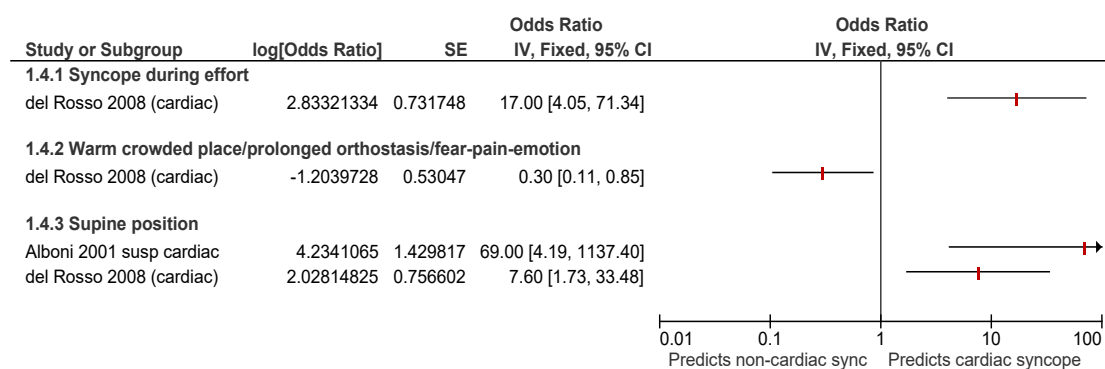 Odds Ratio Odds Ratio
Study or Subgroup log[Odds Ratio] SE IV, Fixed, 95% CI IV, Fixed, 95% CI
1.4.1 Syncope during effort
del Rosso 2008 (cardiac) 2.83321334 0.731748 17.00 [4.05, 71.34]
1.4.2 Warm crowded place/prolonged orthostasis/fear-pain-emotion
del Rosso 2008 (cardiac) -1.2039728 0.53047 0.30 [0.11, 0.85]
1.4.3 Supine position
Alboni 2001 susp cardiac 4.2341065 1.429817 69.00 [4.19, 1137.40]
del Rosso 2008 (cardiac) 2.02814825 0.756602 7.60 [1.73, 33.48]
0.01 0.1 1 10 100
Predicts non-cardiac sync Predicts cardiac syncope